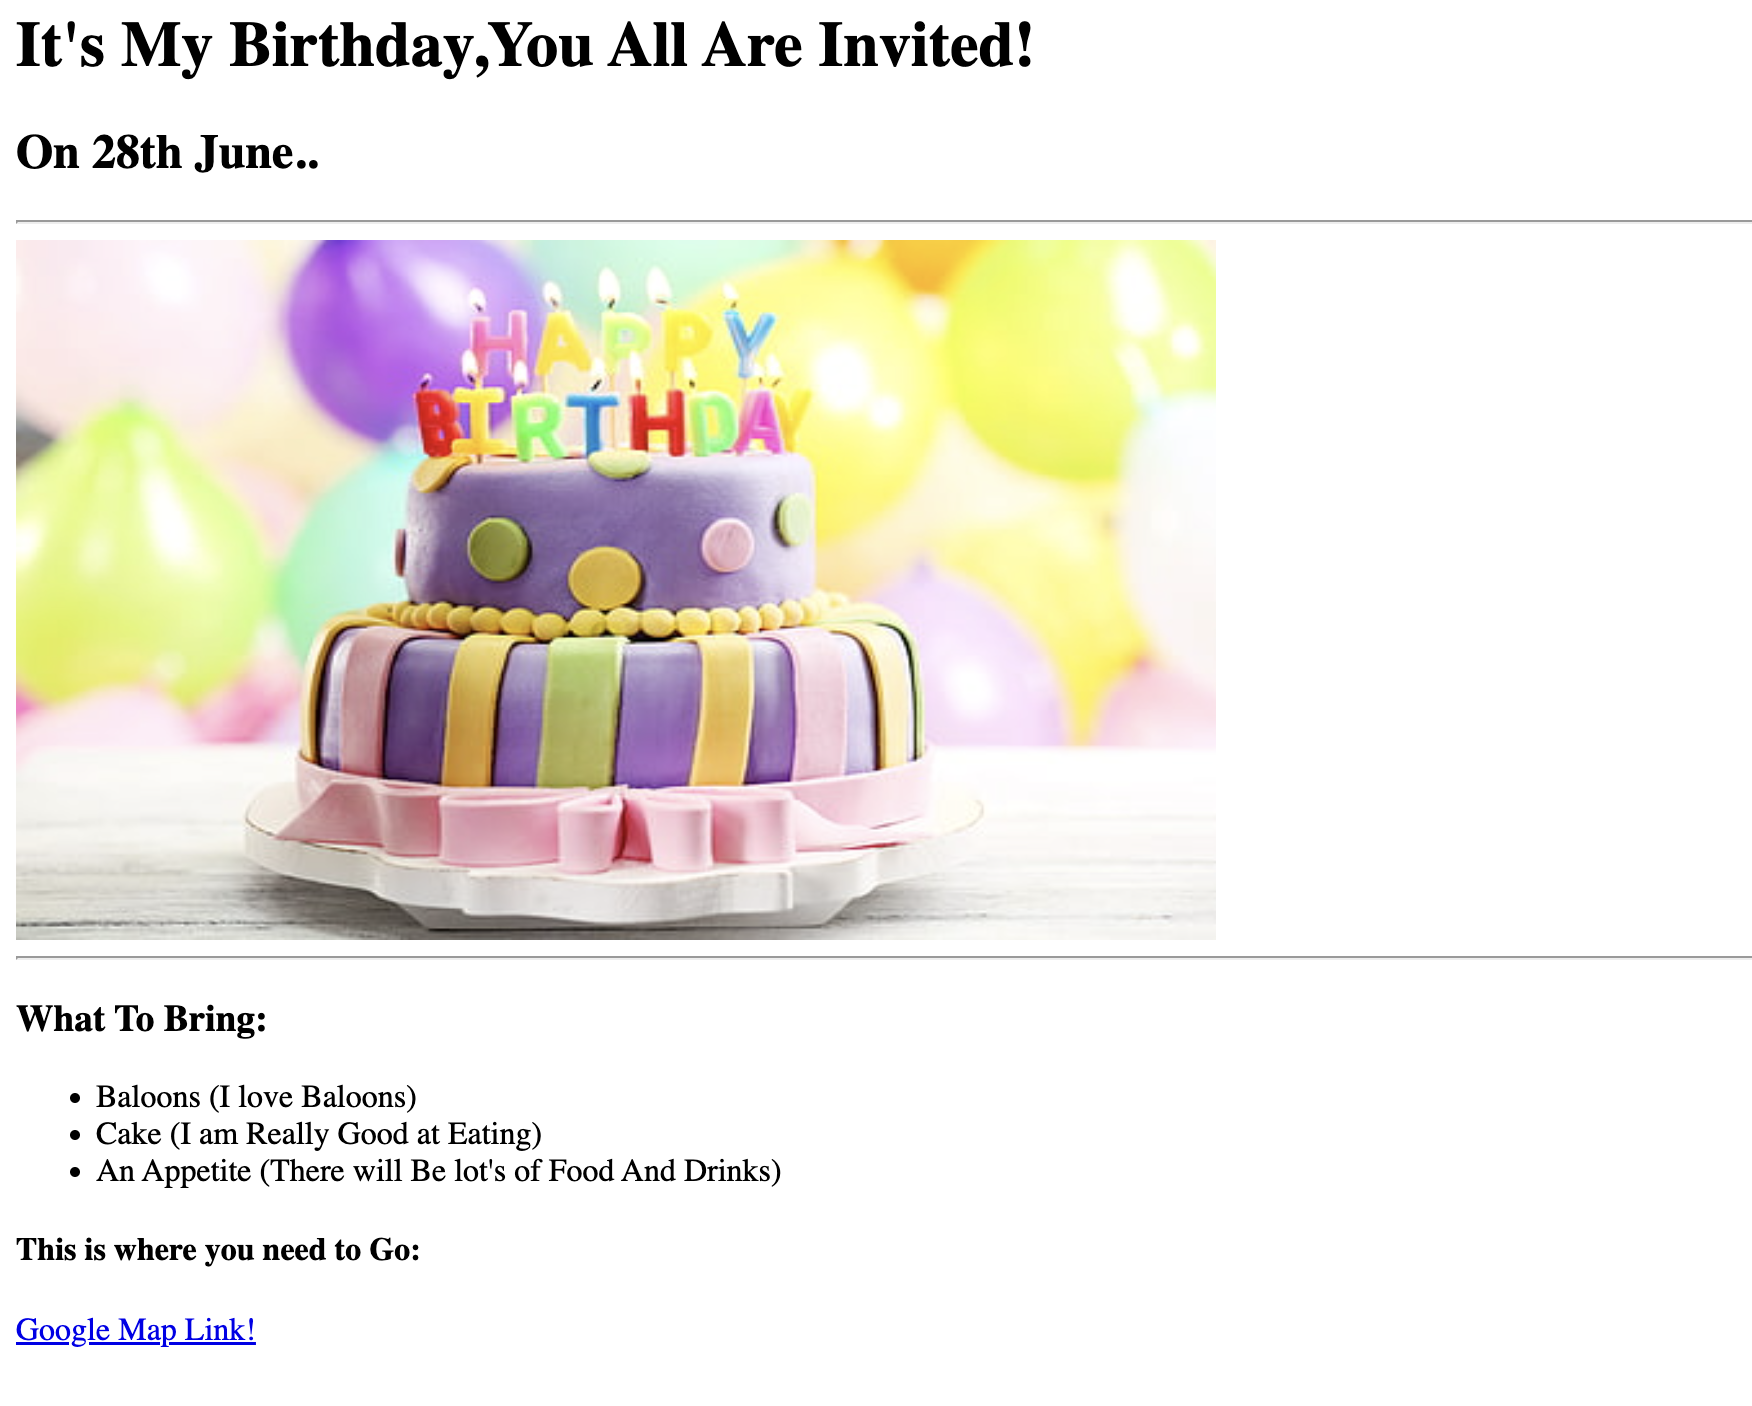 It's My Birthday,You All Are Invited!
On 28th June..
HAPPY
BIRTHDAY
What To Bring:
• Baloons (I love Baloons)
• Cake (I am Really Good at Eating)
• An Appetite (There will Be lot's of Food And Drinks)
This is where you need to Go:
Google Map Link!